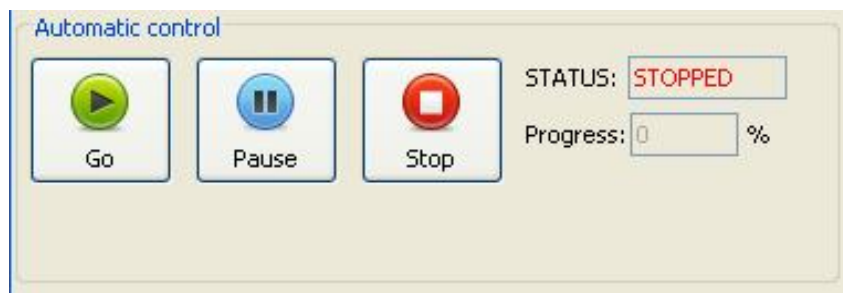 Automatic control
Go
Pause
Stop
STATUS: STOPPED
Progress: 0 %